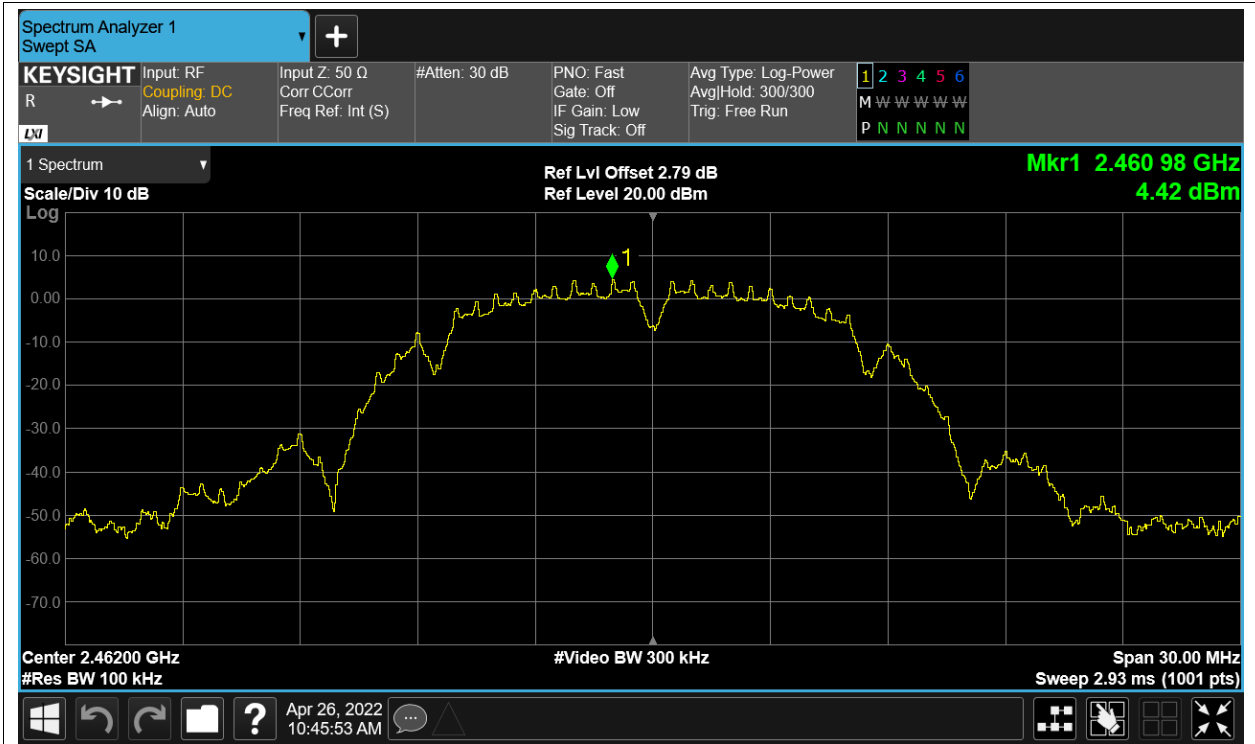 Spectrum Analyzer 1
Swept SA
+
KEYSIGHT
R
LXI
Input: RF
Coupling: DC
Align: Auto
Input Z: 50 Ω
Corr CCorr
Freq Ref: Int (S)
#Atten: 30 dB
PNO: Fast
Gate: Off
IF Gain: Low
Sig Track: Off
Avg Type: Log-Power
Avg|Hold: 300/300
Trig: Free Run
1 2 3 4 5 6
M W W W W W
P N N N N N
1 Spectrum
Scale/Div 10 dB
Log
Ref Lvl Offset 2.79 dB
Ref Level 20.00 dBm
Mkr1 2.460 98 GHz
4.42 dBm
1
10.0
0.00
-10.0
-20.0
-30.0
-40.0
-50.0
-60.0
-70.0
Center 2.46200 GHz
#Res BW 100 kHz
#Video BW 300 kHz
Span 30.00 MHz
Sweep 2.93 ms (1001 pts)
?
Apr 26, 2022
10:45:53 AM